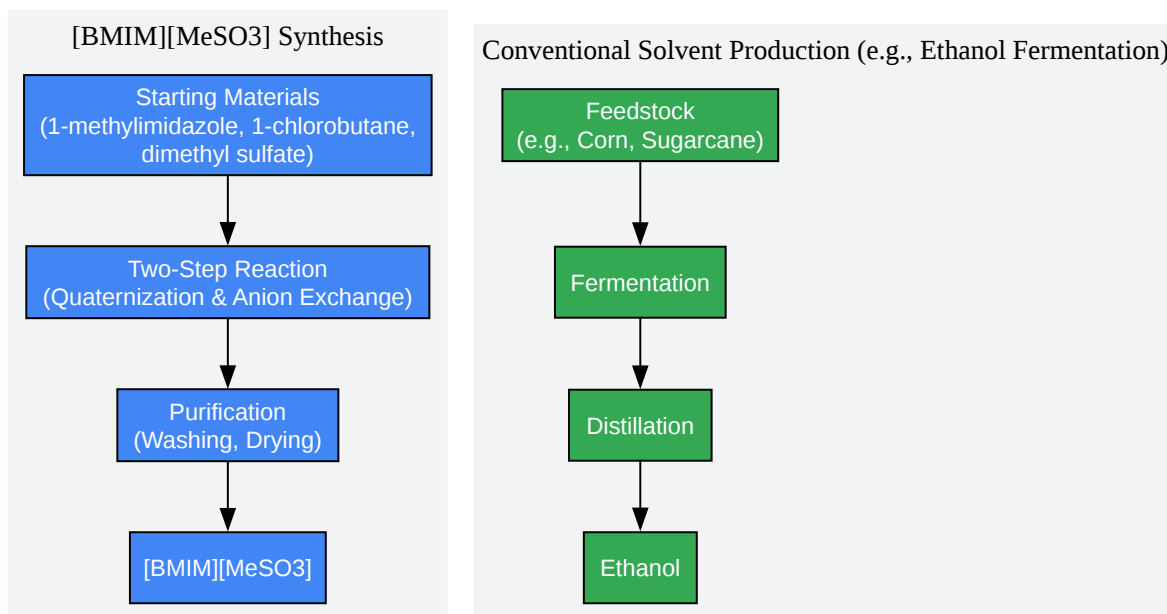 [BMIM][MeSO3] Synthesis
Starting Materials
(1-methylimidazole, 1-chlorobutane,
dimethyl sulfate)
Two-Step Reaction
(Quaternization & Anion Exchange)
Purification
(Washing, Drying)
[BMIM][MeSO3]
Conventional Solvent Production (e.g., Ethanol Fermentation)
Feedstock
(e.g., Corn, Sugarcane)
Fermentation
Distillation
Ethanol